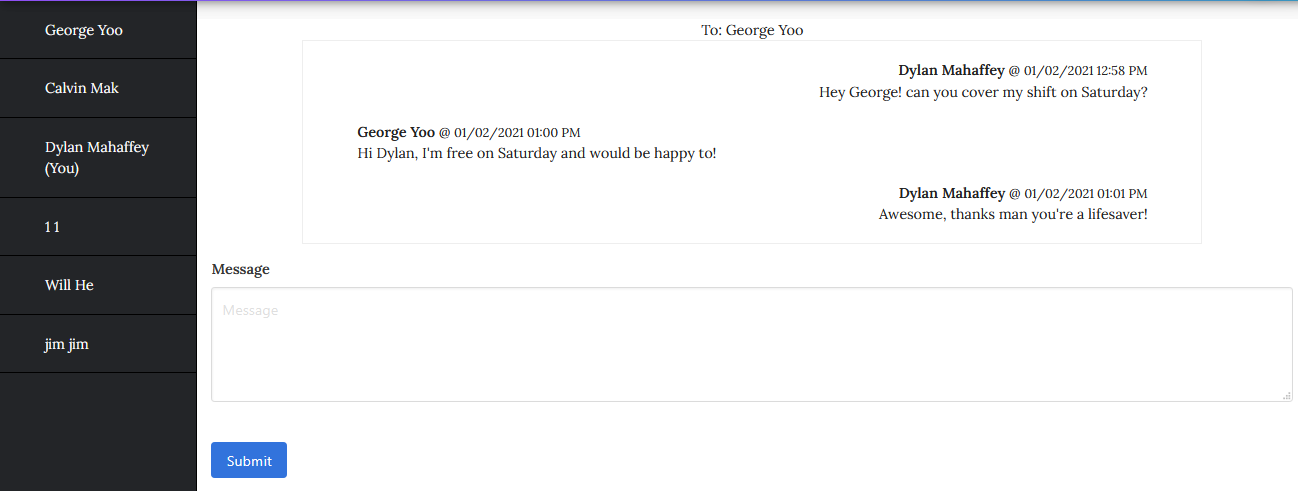 George Yoo
Calvin Mak
Dylan Mahaffey
(You)
1 1
Will He
jim jim
To: George Yoo
Dylan Mahaffey @ 01/02/2021 12:58 PM
Hey George! can you cover my shift on Saturday?
George Yoo @ 01/02/2021 01:00 PM
Hi Dylan, I'm free on Saturday and would be happy to!
Dylan Mahaffey @ 01/02/2021 01:01 PM
Awesome, thanks man you're a lifesaver!
Message
Message
Submit